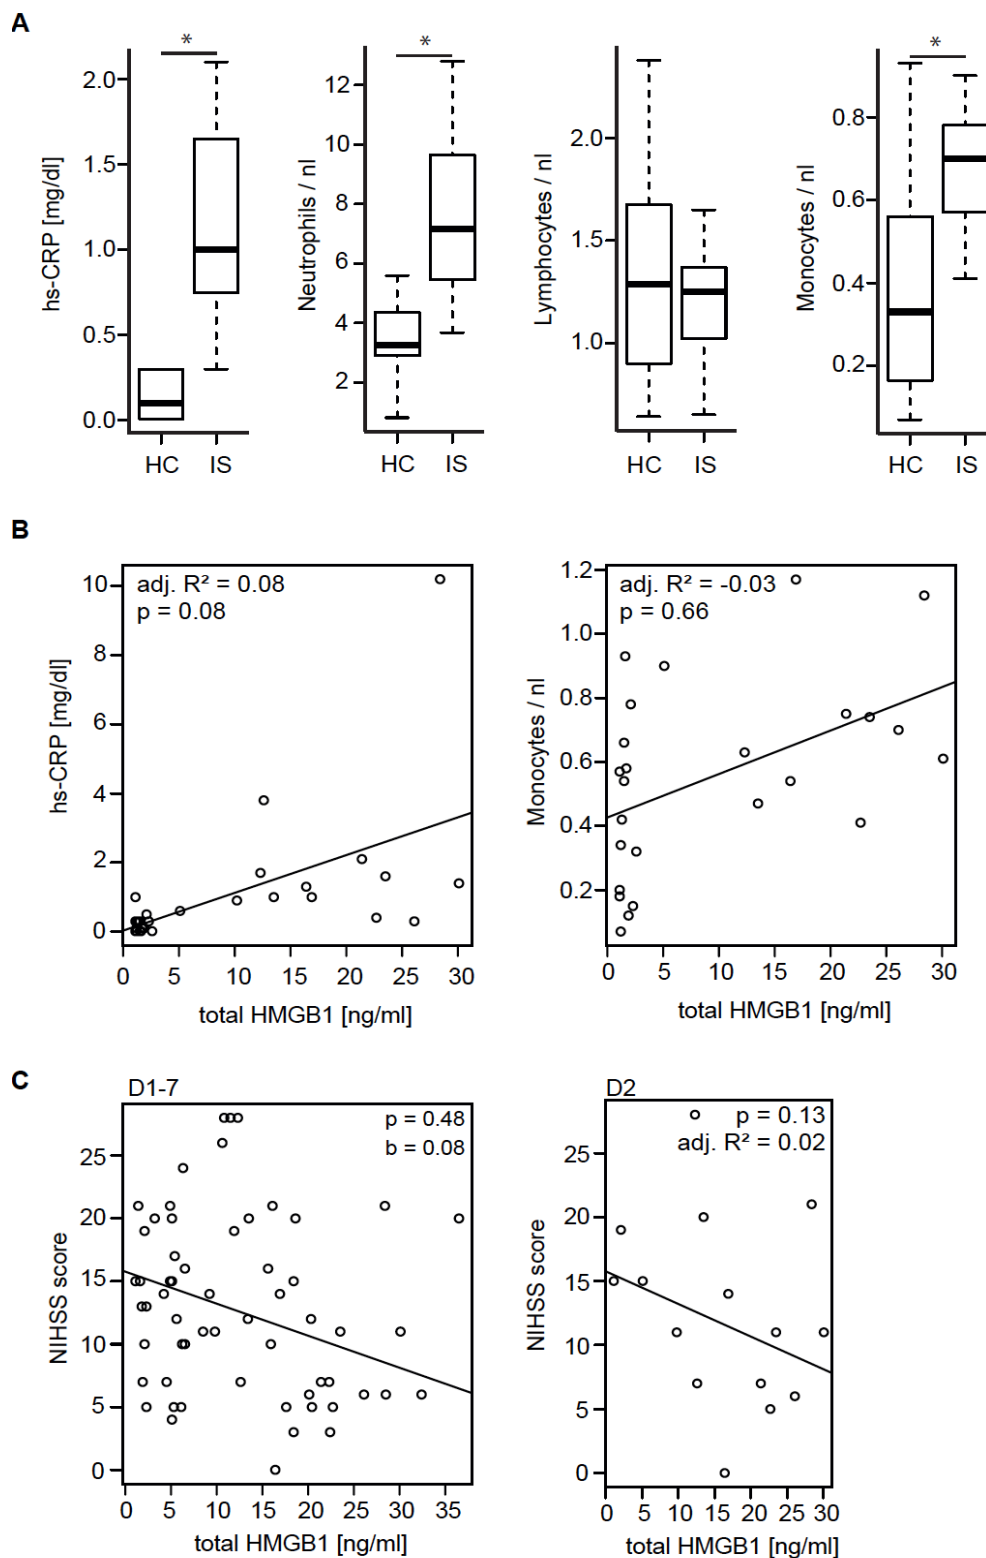 A
*
*
*
hs-CRP [mg/dl]
2.0
1.5
1.0
0.5
0.0
HC IS
Neutrophils / nl
12
10
8
6
4
2
HC IS
Lymphocytes / nl
2.0
1.5
1.0
HC IS
Monocytes / nl
0.8
0.6
0.4
0.2
HC IS
B
adj. R² = 0.08
p = 0.08
hs-CRP [mg/dl]
10
8
6
4
2
0
0 5 10 15 20 25 30
total HMGB1 [ng/ml]
adj. R² = -0.03
p = 0.66
Monocytes / nl
1.2
1.0
0.8
0.6
0.4
0.2
0 5 10 15 20 25 30
total HMGB1 [ng/ml]
C
D1-7
p = 0.48
b = 0.08
NIHSS score
25
20
15
10
5
0
0 5 10 15 20 25 30 35
total HMGB1 [ng/ml]
D2
p = 0.13
adj. R² = 0.02
NIHSS score
25
20
15
10
5
0
0 5 10 15 20 25 30
total HMGB1 [ng/ml]